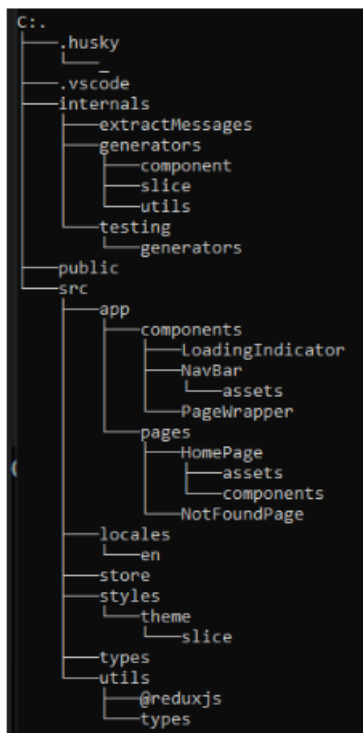 C:.
├───.husky
│   └───_
├───.vscode
├───internals
│   ├───extractMessages
│   ├───generators
│   │   ├───component
│   │   ├───slice
│   │   └───utils
│   └───testing
│       └───generators
├───public
└───src
    ├───app
    │   ├───components
    │   │   ├───LoadingIndicator
    │   │   ├───NavBar
    │   │   │   └───assets
    │   │   └───PageWrapper
    │   └───pages
    │       ├───HomePage
    │       │   ├───assets
    │       │   └───components
    │       └───NotFoundPage
    ├───locales
    │   └───en
    ├───store
    ├───styles
    │   └───theme
    │       └───slice
    ├───types
    └───utils
        ├───@reduxjs
        └───types